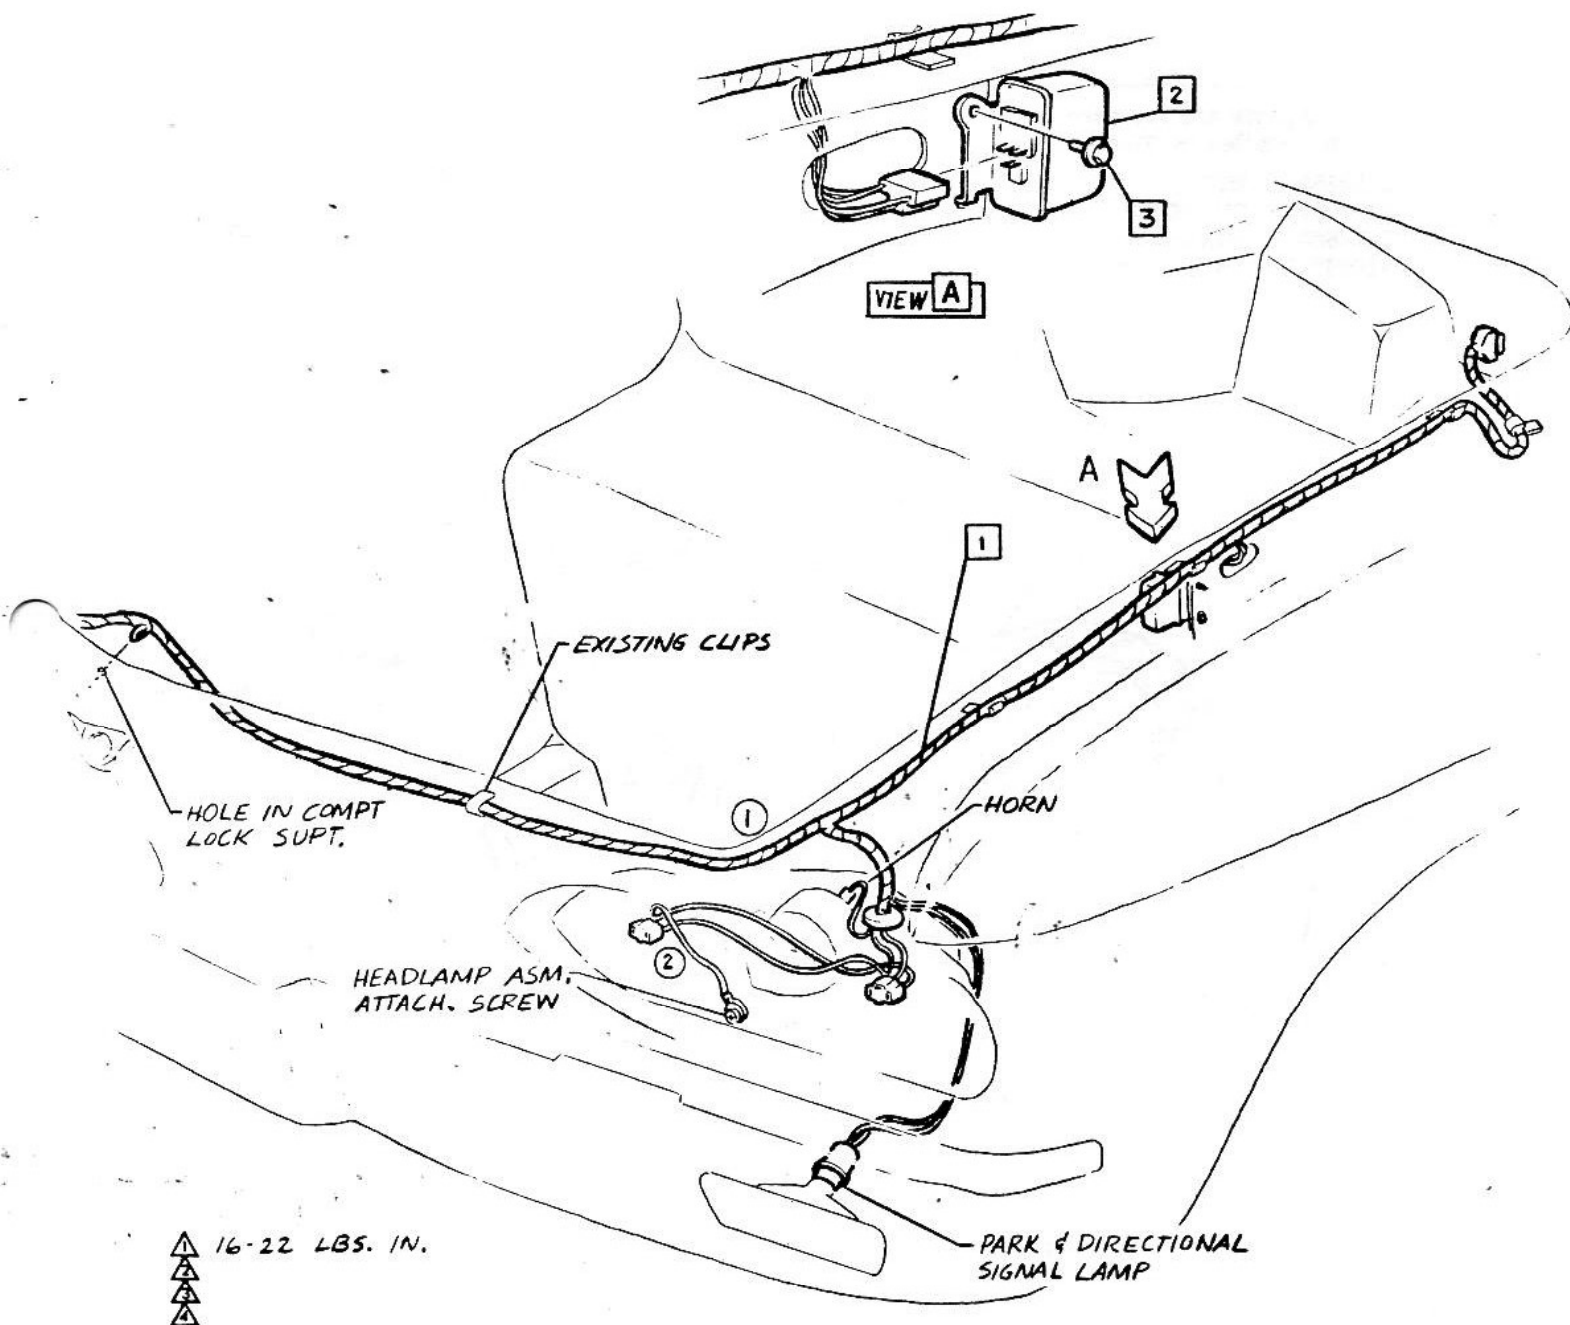 2
3
VIEW A
A
1
EXISTING CLIPS
HOLE IN COMPT
LOCK SUPT.
1
HORN
2
HEADLAMP ASM.
ATTACH. SCREW
1 16-22 LBS. IN.
2
3
4
PARK & DIRECTIONAL
SIGNAL LAMP